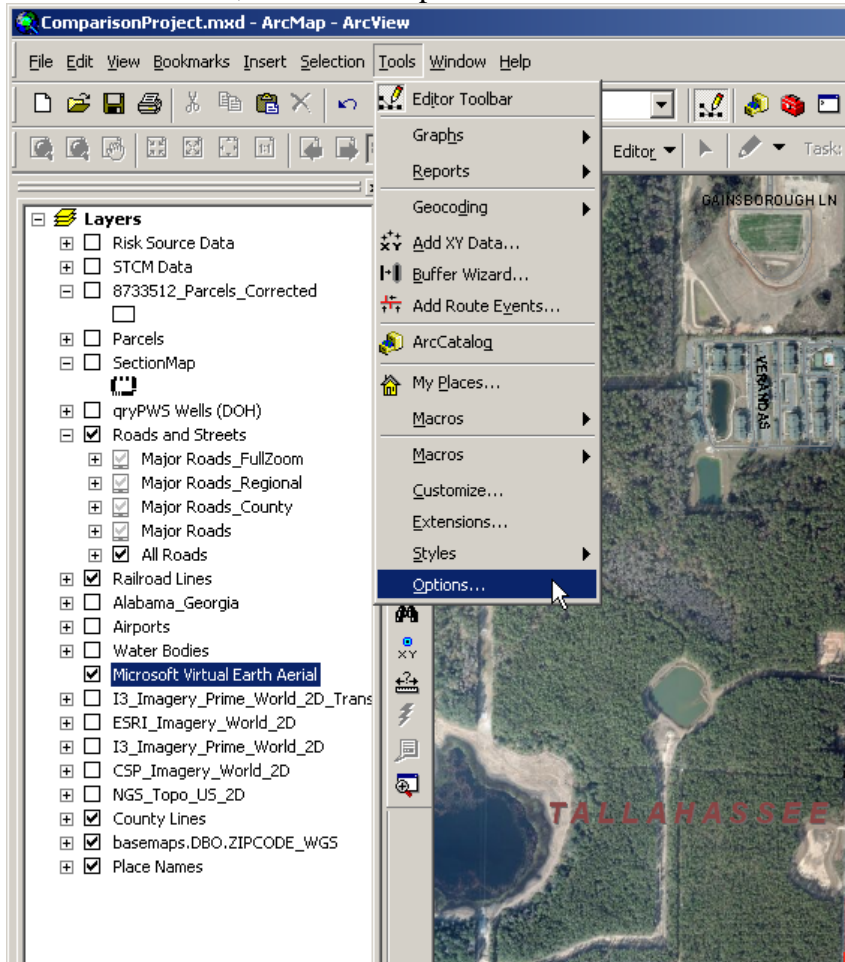 ComparisonProject.mxd - ArcMap - ArcView
File Edit View Bookmarks Insert Selection Tools Window Help
Editor Toolbar
Graphs
Reports
Geocoding
Add XY Data...
Buffer Wizard...
Add Route Events...
ArcCatalog
My Places...
Macros
Macros
Customize...
Extensions...
Styles
Options...
Editor
Task:
Layers
Risk Source Data
STCM Data
8733512_Parcels_Corrected
Parcels
SectionMap
qryPWS Wells (DOH)
Roads and Streets
Major Roads_FullZoom
Major Roads_Regional
Major Roads_County
Major Roads
All Roads
Railroad Lines
Alabama_Georgia
Airports
Water Bodies
Microsoft Virtual Earth Aerial
I3_Imagery_Prime_World_2D_Trans
ESRI_Imagery_World_2D
I3_Imagery_Prime_World_2D
CSP_Imagery_World_2D
NGS_Topo_US_2D
County Lines
basemaps.DBO.ZIPCODE_WGS
Place Names
1:1
XY
GAINSBOROUGH LN
VERANDAS
TALLAHASSEE